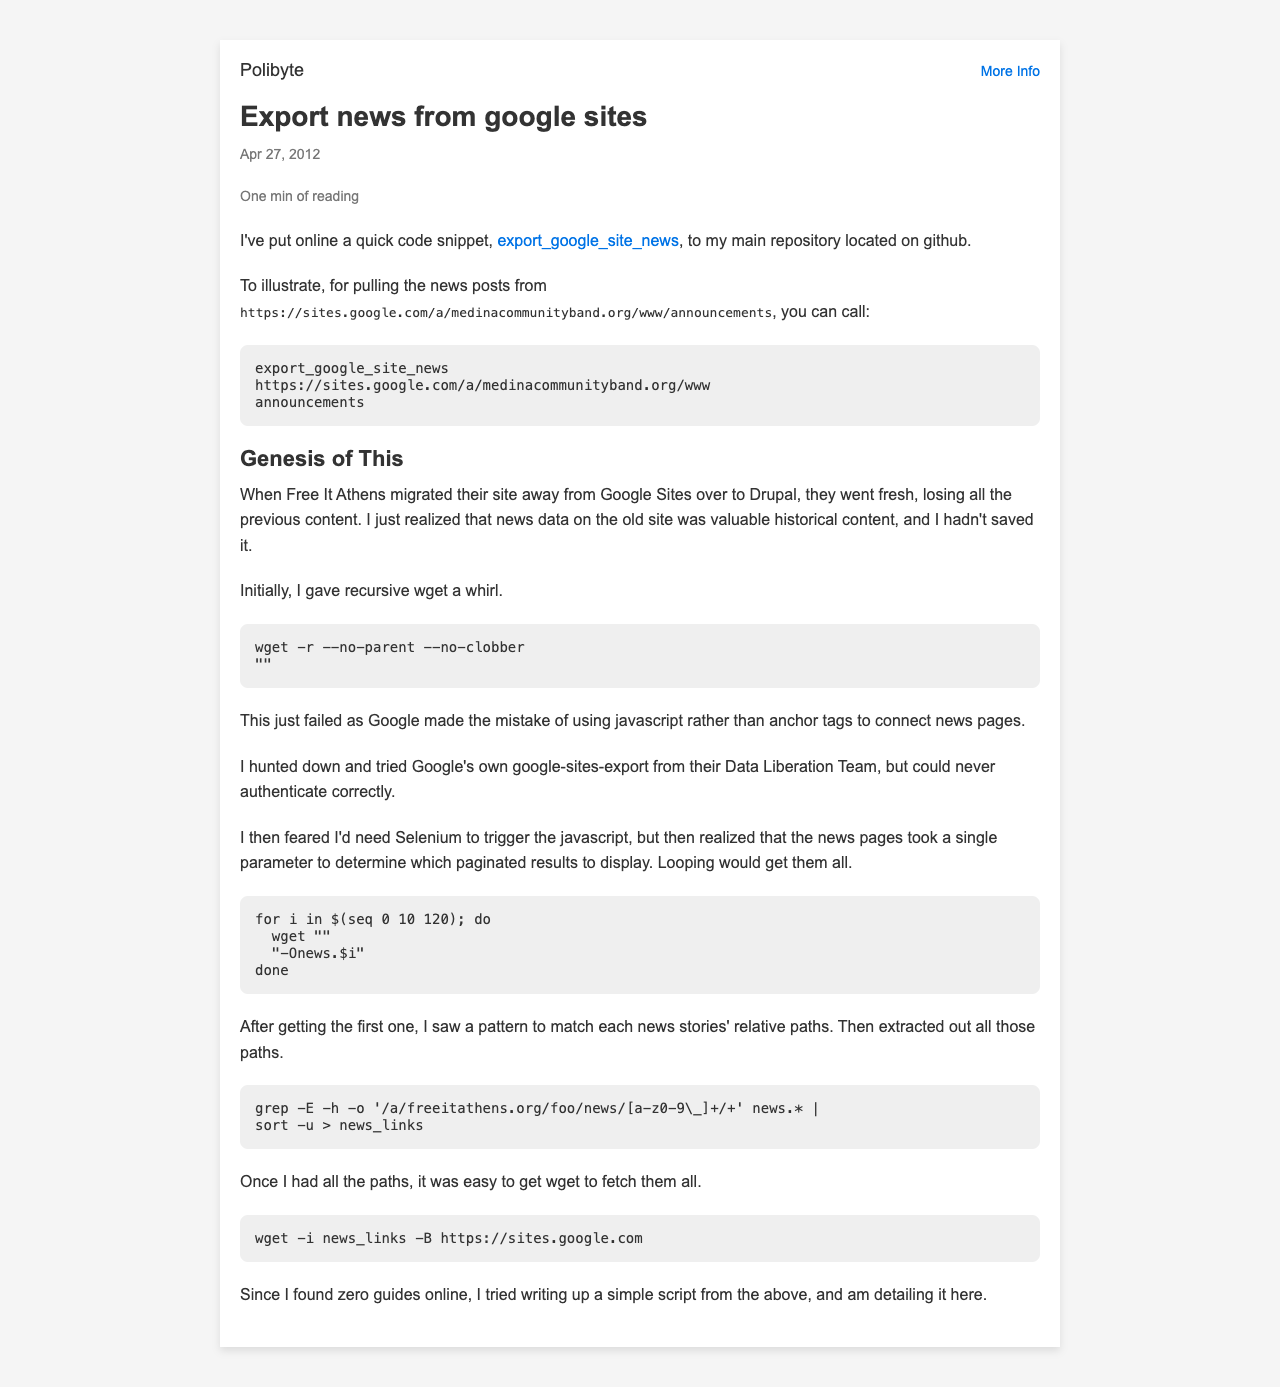 Polibyte
More Info
Export news from google sites
Apr 27, 2012
One min of reading
I've put online a quick code snippet, export_google_site_news, to my main repository located on github.
To illustrate, for pulling the news posts from
https://sites.google.com/a/medinacommunityband.org/www/announcements, you can call:
export_google_site_news
https://sites.google.com/a/medinacommunityband.org/www
announcements
Genesis of This
When Free It Athens migrated their site away from Google Sites over to Drupal, they went fresh, losing all the
previous content. I just realized that news data on the old site was valuable historical content, and I hadn't saved
it.
Initially, I gave recursive wget a whirl.
wget -r --no-parent --no-clobber
""
This just failed as Google made the mistake of using javascript rather than anchor tags to connect news pages.
I hunted down and tried Google's own google-sites-export from their Data Liberation Team, but could never
authenticate correctly.
I then feared I'd need Selenium to trigger the javascript, but then realized that the news pages took a single
parameter to determine which paginated results to display. Looping would get them all.
for i in $(seq 0 10 120); do
  wget ""
  "-Onews.$i"
done
After getting the first one, I saw a pattern to match each news stories' relative paths. Then extracted out all those
paths.
grep -E -h -o '/a/freeitathens.org/foo/news/[a-z0-9\_]+/+' news.* |
sort -u > news_links
Once I had all the paths, it was easy to get wget to fetch them all.
wget -i news_links -B https://sites.google.com
Since I found zero guides online, I tried writing up a simple script from the above, and am detailing it here.